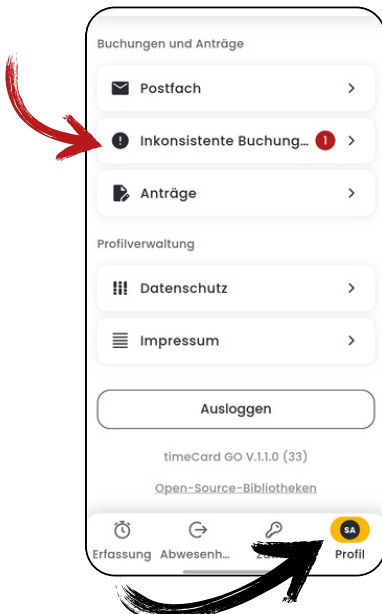 Buchungen und Anträge
Postfach
Inkonsistente Buchung... 1
Anträge
Profilverwaltung
Datenschutz
Impressum
Ausloggen
timeCard GO V.1.1.0 (33)
Open-Source-Bibliotheken
SA
Erfassung Abwesenh... Profil